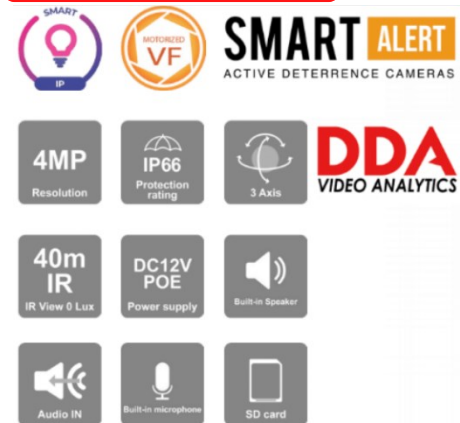 SMART
IP
MOTORIZED
VF
SMART ALERT
ACTIVE DETERRENCE CAMERAS
4MP
Resolution
IP66
Protection
rating
3 Axis
DDA
VIDEO ANALYTICS
40m
IR
IR View 0 Lux
DC12V
POE
Power supply
Built-in Speaker
Audio IN
Built-in microphone
SD card